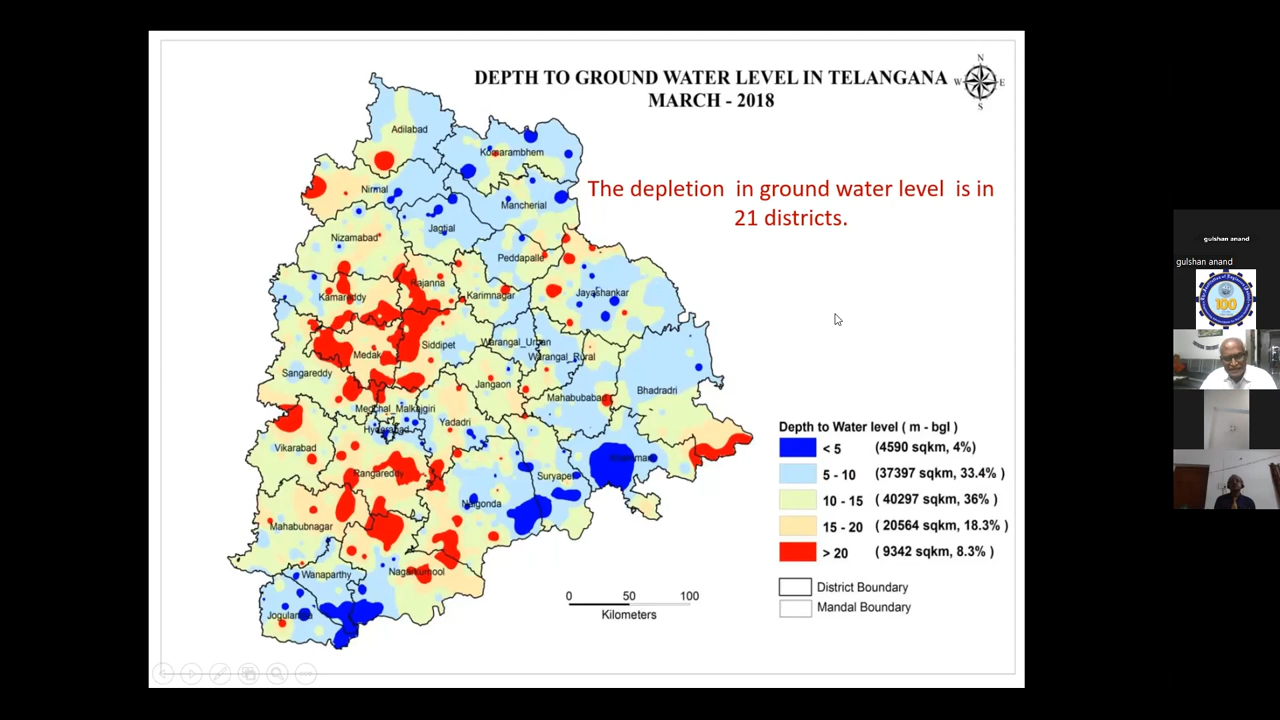 DEPTH TO GROUND WATER LEVEL IN TELANGANA
MARCH - 2018
N
W
E
S
The depletion in ground water level is in
21 districts.
Adilabad
Komarambhem
Nirmal
Mancherial
Jagtial
Nizamabad
Peddapalle
Rajanna
Kamareddy
Karimnagar
Jayashankar
Siddipet
Warangal_Urban
Medak
Warangal_Rural
Sangareddy
Jangaon
Bhadradri
Mahabubabad
Medchal_Malkajgiri
Yadadri
Hyderabad
Vikarabad
Rangareddy
Suryapet
Nalgonda
Mahabubnagar
Wanaparthy
Nagarkurnool
Depth to Water level ( m - bgl )
< 5 (4590 sqkm, 4%)
5 - 10 (37397 sqkm, 33.4% )
10 - 15 ( 40297 sqkm, 36%)
15 - 20 ( 20564 sqkm, 18.3% )
> 20 ( 9342 sqkm, 8.3% )
District Boundary
Mandal Boundary
0 50 100
Kilometers
gulshan anand
gulshan anand
100